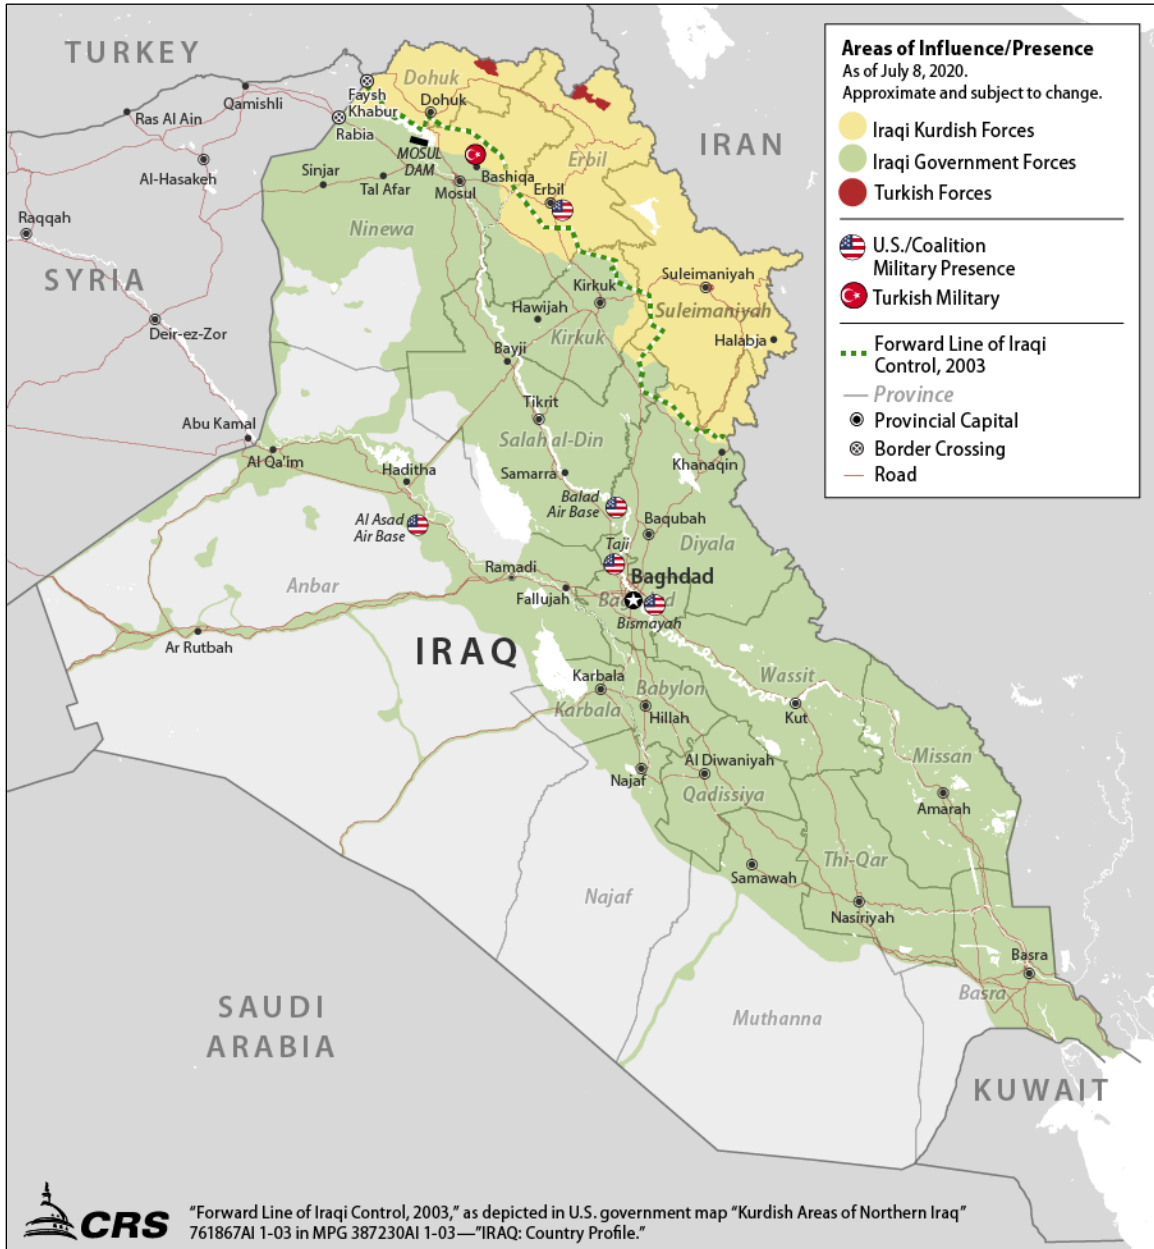 TURKEY
Qamishli
Ras Al Ain
Al-Hasakeh
Raqqah
SYRIA
Deir-ez-Zor
Abu Kamal
Faysh
Khabur
Rabia
Dohuk
Dohuk
MOSUL
DAM
Sinjar
Tal Afar
Mosul
Bashiqa
Erbil
Erbil
Ninewa
IRAN
Kirkuk
Hawijah
Kirkuk
Suleimaniyah
Suleimaniyah
Halabja
Bayji
Tikrit
Salah al-Din
Samarra
Khanaqin
Al Qa'im
Haditha
Al Asad
Air Base
Balad
Air Base
Baqubah
Diyala
Taji
Baghdad
Baghdad
Bismayah
Ramadi
Fallujah
Anbar
Ar Rutbah
IRAQ
Karbala
Karbala
Babylon
Hillah
Wassit
Kut
Najaf
Al Diwaniyah
Qadissiya
Missan
Amarah
Thi-Qar
Samawah
Nasiriyah
Najaf
Muthanna
Basra
Basra
SAUDI
ARABIA
KUWAIT
Areas of Influence/Presence
As of July 8, 2020.
Approximate and subject to change.
Iraqi Kurdish Forces
Iraqi Government Forces
Turkish Forces
U.S./Coalition
Military Presence
Turkish Military
Forward Line of Iraqi
Control, 2003
Province
Provincial Capital
Border Crossing
Road
CRS
"Forward Line of Iraqi Control, 2003," as depicted in U.S. government map "Kurdish Areas of Northern Iraq"
761867AI 1-03 in MPG 387230AI 1-03—"IRAQ: Country Profile."